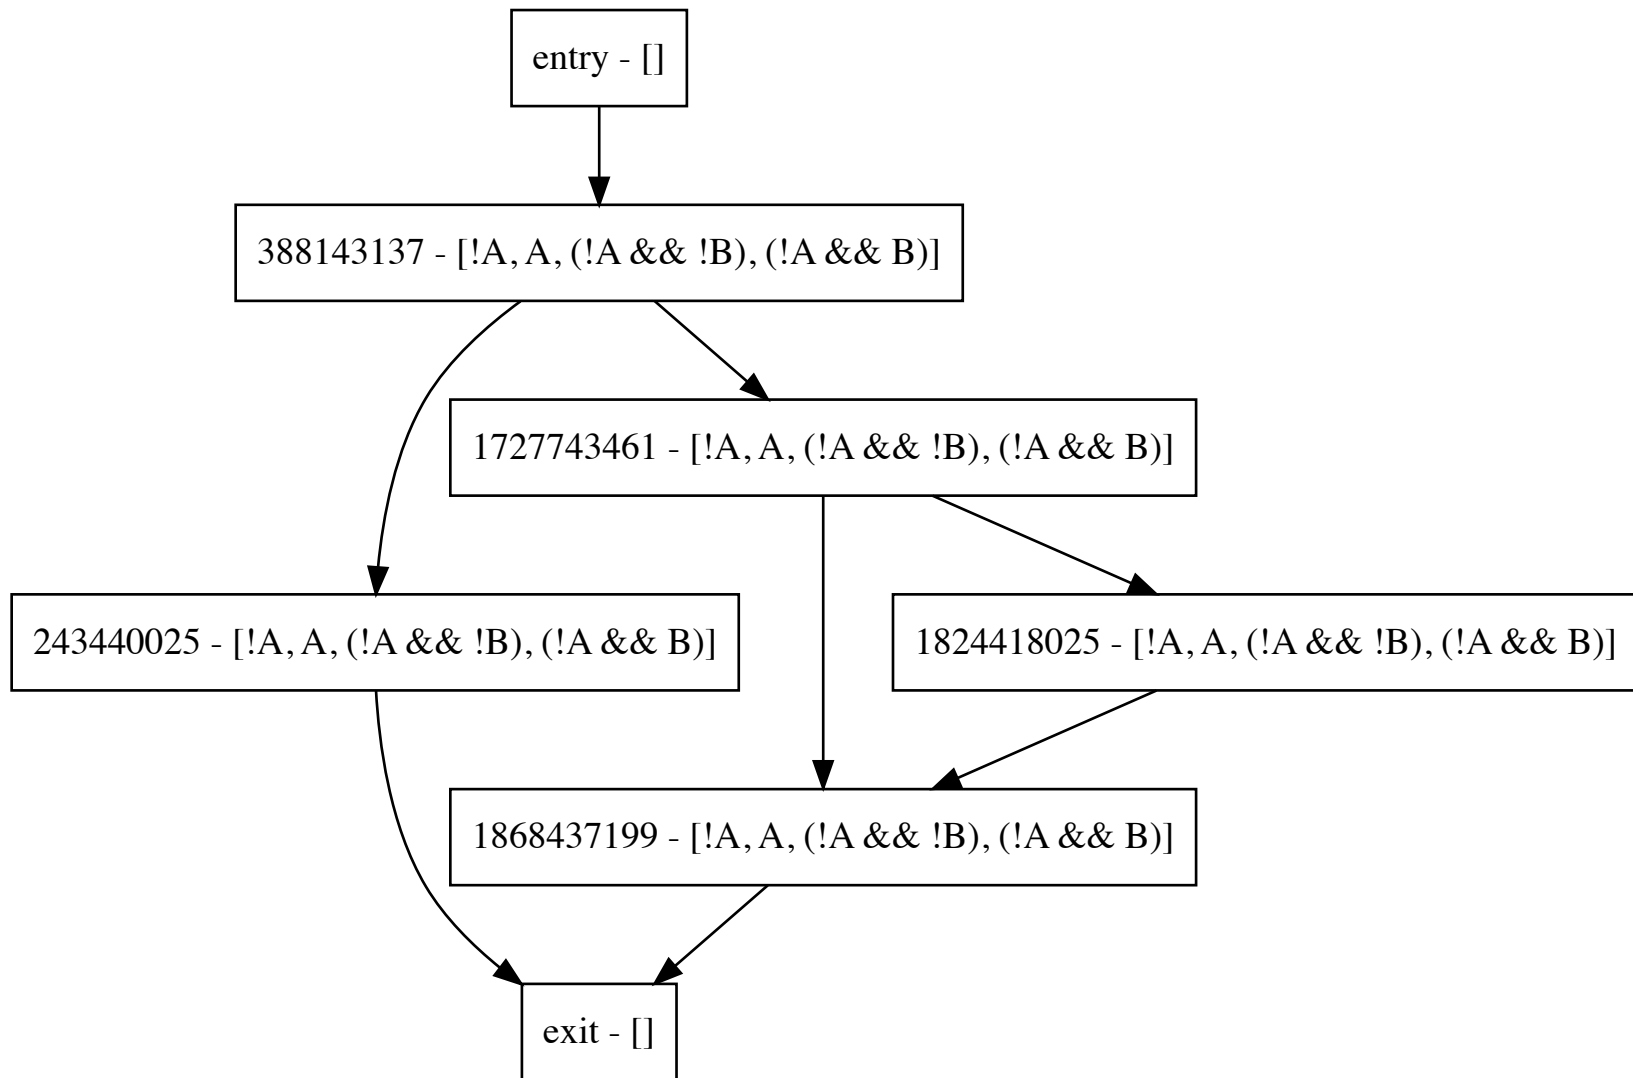 entry - []
388143137 - [!A, A, (!A && !B), (!A && B)]
1727743461 - [!A, A, (!A && !B), (!A && B)]
243440025 - [!A, A, (!A && !B), (!A && B)]
1824418025 - [!A, A, (!A && !B), (!A && B)]
1868437199 - [!A, A, (!A && !B), (!A && B)]
exit - []